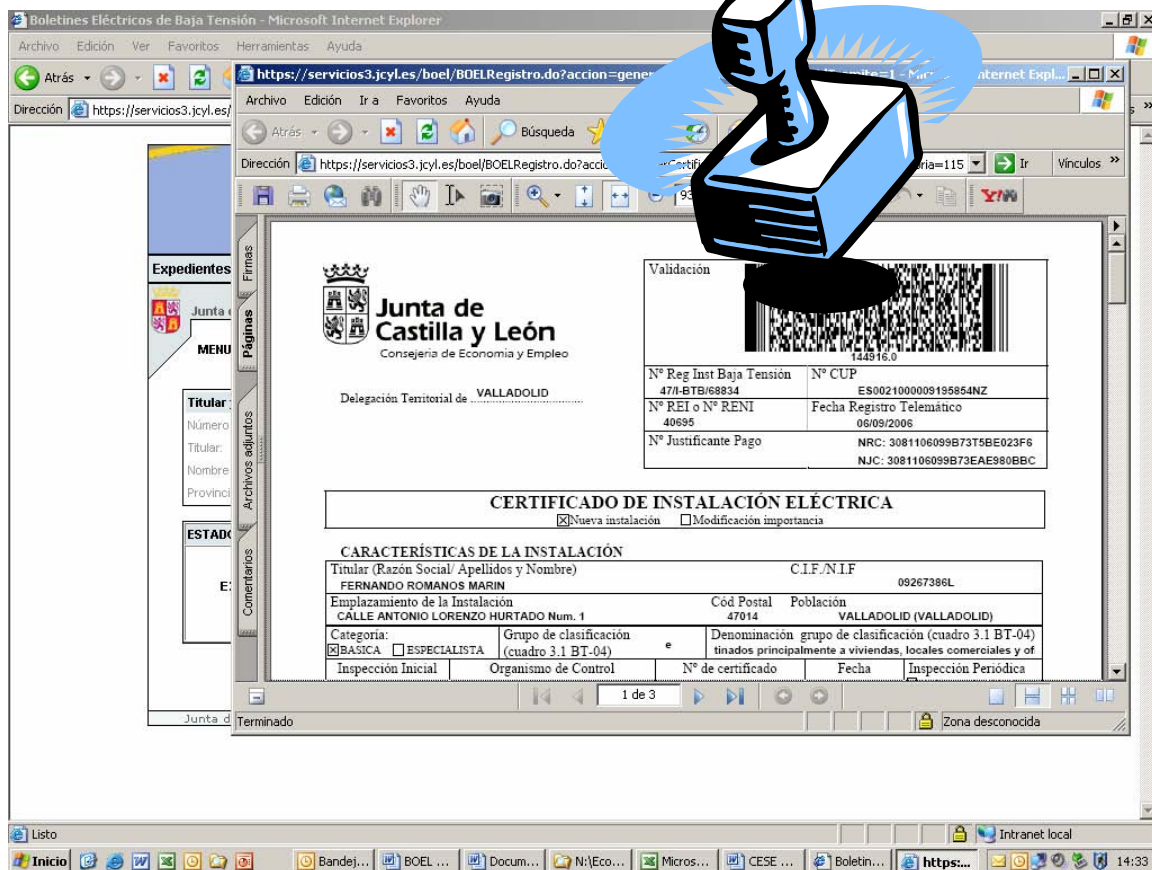 Boletines Eléctricos de Baja Tensión - Microsoft Internet Explorer
Archivo Edición Ver Favoritos Herramientas Ayuda
Atrás
Dirección https://servicios3.jcyl.es/
https://servicios3.jcyl.es/boel/BOELRegistro.do?accion=gener
Archivo Edición Ir a Favoritos Ayuda
Atrás Búsqueda
Dirección https://servicios3.jcyl.es/boel/BOELRegistro.do?accio oria=115 Ir Vínculos »
Expedientes
MENU
Titular
Número
Titular:
Nombre
Provinci
ESTADO
Junta d
Firmas
Páginas
Archivos adjuntos
Comentarios
Junta de
Castilla y León
Consejeria de Economia y Empleo
Delegación Territorial de VALLADOLID
Validación
144916.0
Nº Reg Inst Baja Tensión Nº CUP
47/I-BTB/68834 ES0021000009195854NZ
Nº REI o Nº RENI Fecha Registro Telemático
40695 06/09/2006
Nº Justificante Pago NRC: 3081106099B73T5BE023F6
NJC: 3081106099B73EAE980BBC
CERTIFICADO DE INSTALACIÓN ELÉCTRICA
Nueva instalación Modificación importancia
CARACTERÍSTICAS DE LA INSTALACIÓN
Titular (Razón Social/ Apellidos y Nombre) C.I.F./N.I.F
FERNANDO ROMANOS MARIN 09267386L
Emplazamiento de la Instalación Cód Postal Población
CALLE ANTONIO LORENZO HURTADO Num. 1 47014 VALLADOLID (VALLADOLID)
Categoría: Grupo de clasificación e Denominación grupo de clasificación (cuadro 3.1 BT-04)
BASICA ESPECIALISTA (cuadro 3.1 BT-04) tinados principalmente a viviendas, locales comerciales y of
Inspección Inicial Organismo de Control Nº de certificado Fecha Inspección Periódica
1 de 3
Terminado Zona desconocida
Listo Intranet local
Inicio Bandej... BOEL ... Docum... N:\Eco... Micros... CESE ... Boletin... https:... 14:33